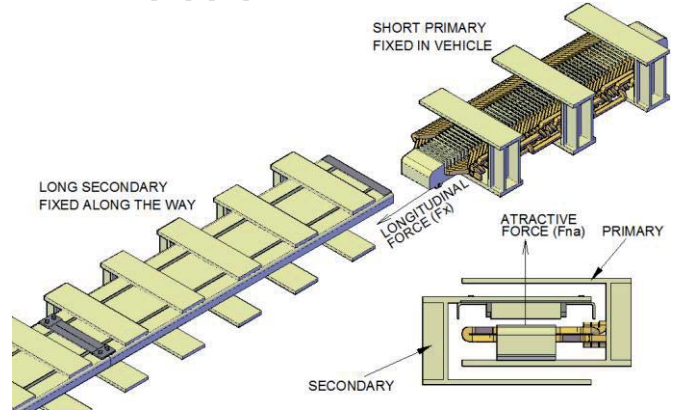 SHORT PRIMARY
FIXED IN VEHICLE
LONG SECONDARY
FIXED ALONG THE WAY
LONGITUDINAL
FORCE (Fx)
ATRACTIVE
FORCE (Fna)
PRIMARY
SECONDARY